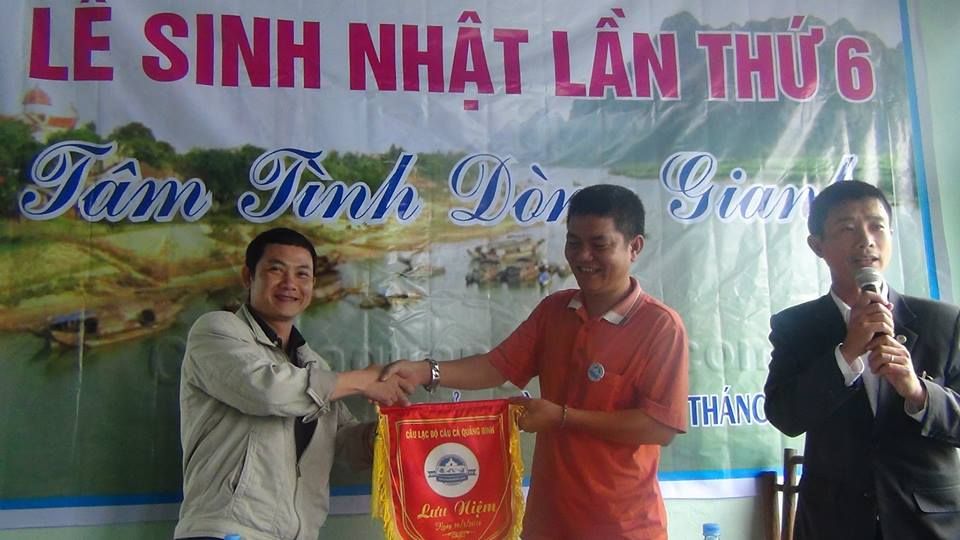 LỄ SINH NHẬT LẦN THỨ 6
Tâm Tình Dòng Gianh
THÁNG
CÂU LẠC BỘ CÂU CÁ QUẢNG BÌNH
Lưu Niệm